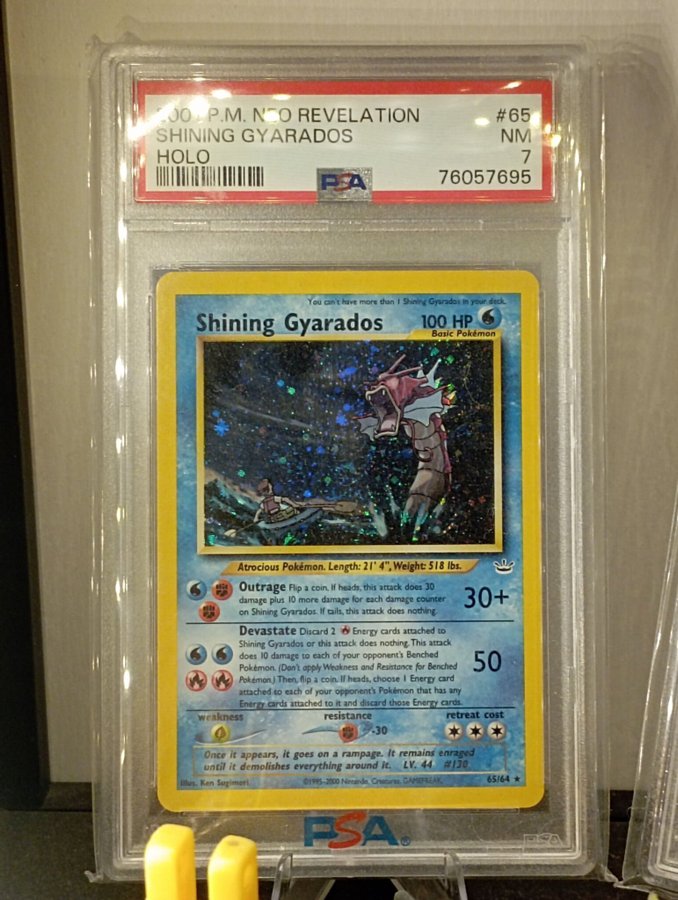 P.M. NEO REVELATION #65
SHINING GYARADOS NM
HOLO 7
PSA 76057695
You can't have more than 1 Shining Gyarados in your deck.
Shining Gyarados 100 HP
Basic Pokémon
Atrocious Pokémon. Length: 21' 4", Weight: 518 lbs.
Outrage Flip a coin. If heads, this attack does 30
damage plus 10 more damage for each damage counter
on Shining Gyarados. If tails, this attack does nothing.
30+
Devastate Discard 2 Energy cards attached to
Shining Gyarados or this attack does nothing. This attack
does 10 damage to each of your opponent's Benched
Pokémon. (Don't apply Weakness and Resistance for Benched
Pokémon.) Then, flip a coin. If heads, choose 1 Energy card
attached to each of your opponent's Pokémon that has any
Energy cards attached to it and discard those Energy cards.
50
weakness resistance retreat cost
-30
Once it appears, it goes on a rampage. It remains enraged
until it demolishes everything around it. LV. 44 #130
Illus. Ken Sugimori ©1995-2000 Nintendo, Creatures, GAMEFREAK. 65/64 ★
PSA®